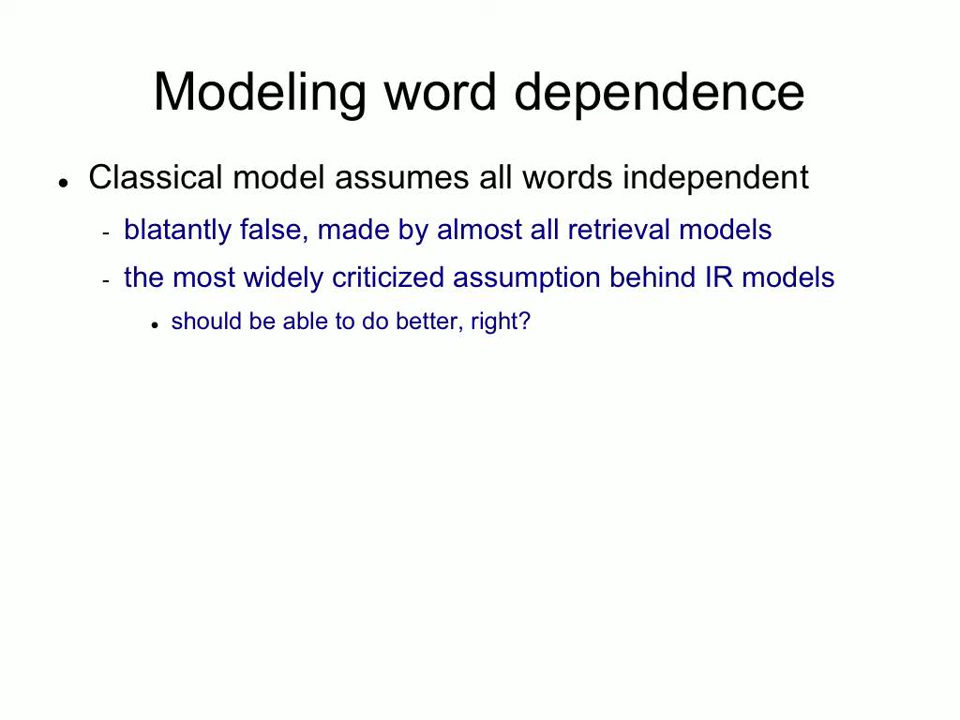 Modeling word dependence
● Classical model assumes all words independent
- blatantly false, made by almost all retrieval models
- the most widely criticized assumption behind IR models
● should be able to do better, right?